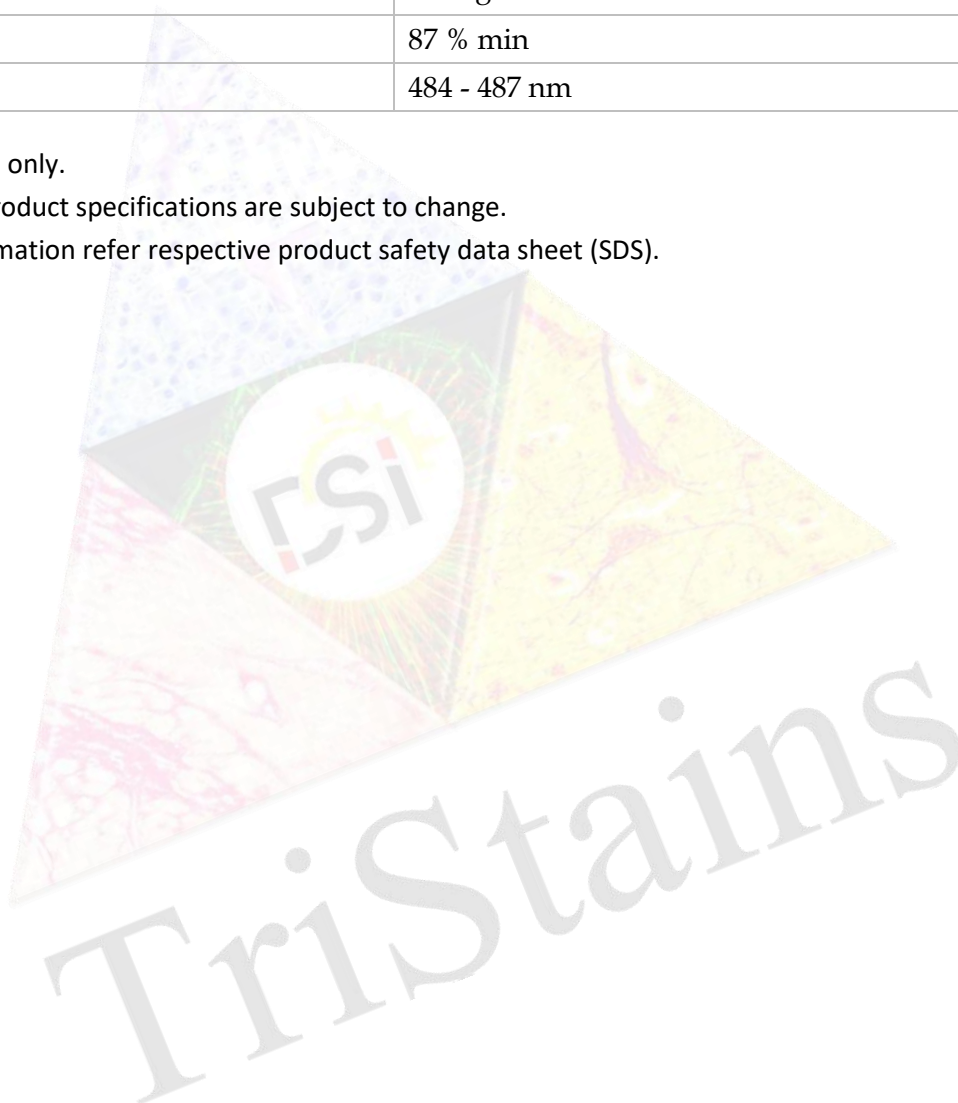 87 % min
484 - 487 nm
only.
roduct specifications are subject to change.
mation refer respective product safety data sheet (SDS).
DSi
TriStains